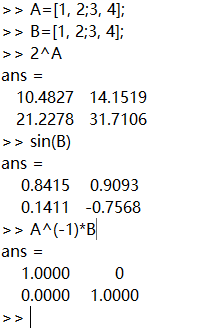 >> A=[1, 2;3, 4];
>> B=[1, 2;3, 4];
>> 2^A
ans =
10.4827 14.1519
21.2278 31.7106
>> sin(B)
ans =
0.8415 0.9093
0.1411 -0.7568
>> A^(-1)*B
ans =
1.0000 0
0.0000 1.0000
>>